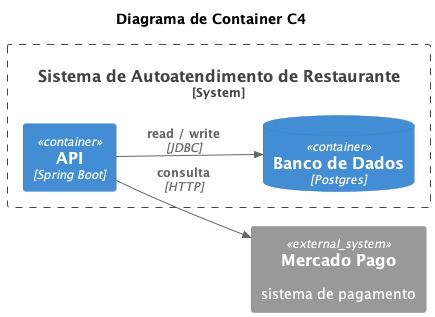 Diagrama de Container C4
Sistema de Autoatendimento de Restaurante
[System]
«container»
API
[Spring Boot]
read / write
[JDBC]
«container»
Banco de Dados
[Postgres]
consulta
[HTTP]
«external_system»
Mercado Pago
sistema de pagamento